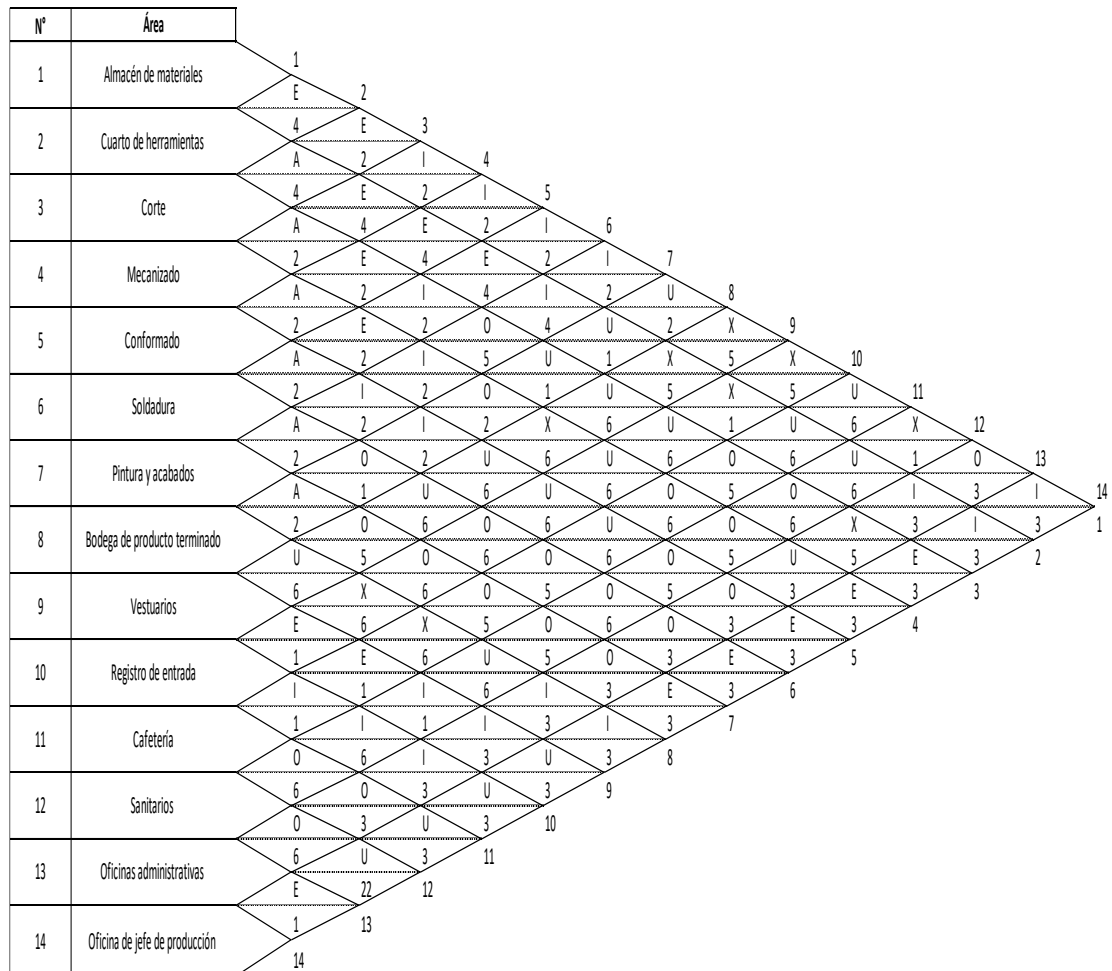 N° Área
1
1 Almacén de materiales
E 2
4 E 3
2 Cuarto de herramientas
A 2 I 4
4 E 2 I 5
3 Corte
A 4 E 2 I 6
2 E 4 E 2 I 7
4 Mecanizado
A 2 I 4 I 2 U 8
2 E 2 O 4 U 2 X 9
5 Conformado
A 2 I 5 U 1 X 5 X 10
2 I 2 O 1 U 5 X 5 U 11
6 Soldadura
A 2 I 2 X 6 U 1 U 6 X 12
2 O 2 U 6 U 6 O 6 U 1 O 13
7 Pintura y acabados
A 1 U 6 U 6 O 5 O 6 I 3 I 14
2 O 6 O 6 U 6 O 6 X 3 I 3 1
8 Bodega de producto terminado
U 5 O 6 O 6 O 5 U 5 E 3 2
6 X 6 O 5 O 5 O 3 E 3 3
9 Vestuarios
E 6 X 5 O 6 O 3 E 3 4
1 E 6 U 5 O 3 E 3 5
10 Registro de entrada
I 1 I 6 I 3 E 3 6
1 I 1 I 3 I 3 7
11 Cafetería
O 6 I 3 U 3 8
6 O 3 U 3 9
12 Sanitarios
O 3 U 3 10
6 U 3 11
13 Oficinas administrativas
E 22 12
1 13
14 Oficina de jefe de producción
14